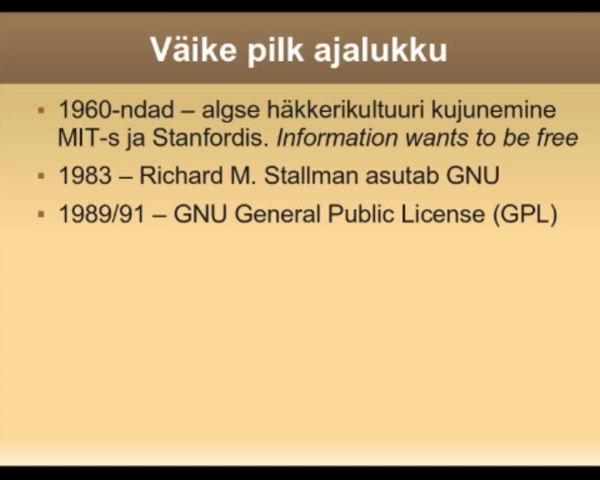 Väike pilk ajalukku
▪ 1960-ndad – algse häkkerikultuuri kujunemine
MIT-s ja Stanfordis. Information wants to be free
▪ 1983 – Richard M. Stallman asutab GNU
▪ 1989/91 – GNU General Public License (GPL)